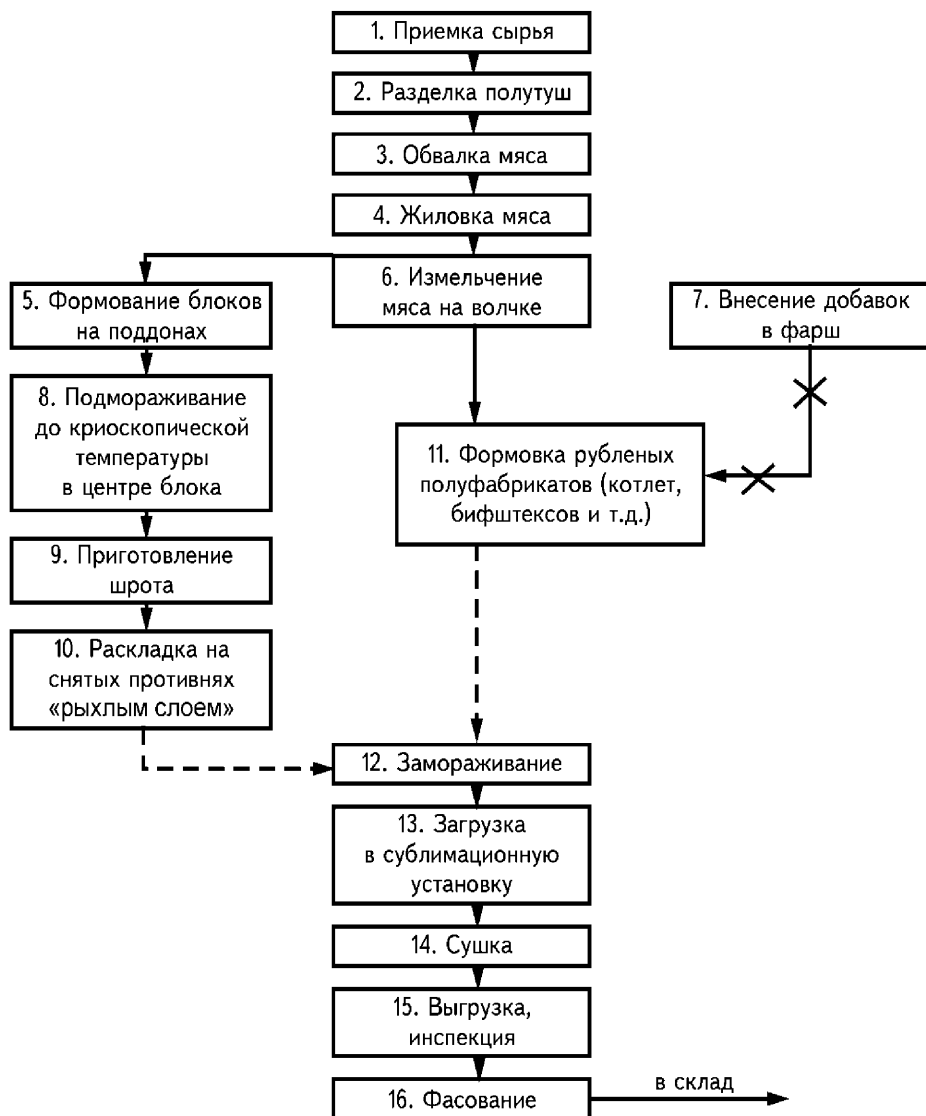 1. Приемка сырья
2. Разделка полутуш
3. Обвалка мяса
4. Жиловка мяса
5. Формование блоков
на поддонах
6. Измельчение
мяса на волчке
7. Внесение добавок
в фарш
8. Подмораживание
до криоскопической
температуры
в центре блока
9. Приготовление
шрота
10. Раскладка на
снятых противнях
«рыхлым слоем»
11. Формовка рубленых
полуфабрикатов (котлет,
бифштексов и т.д.)
12. Замораживание
13. Загрузка
в сублимационную
установку
14. Сушка
15. Выгрузка,
инспекция
16. Фасование
в склад